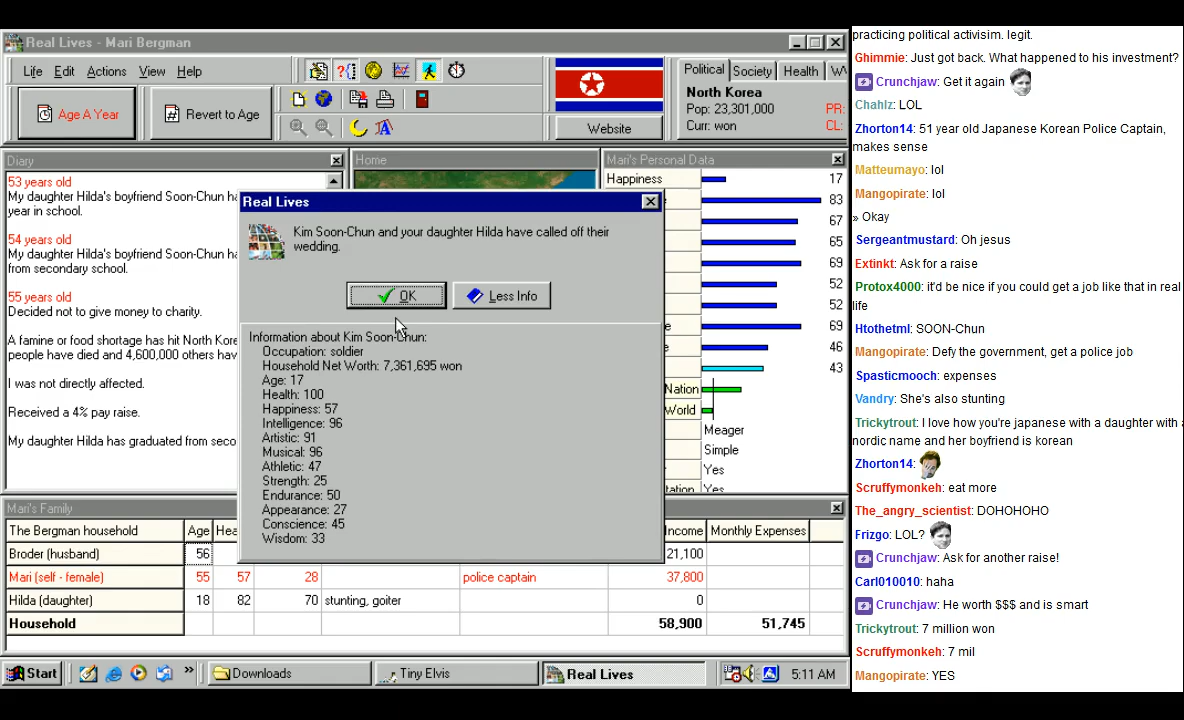 Real Lives - Mari Bergman
Life Edit Actions View Help
Age A Year
Revert to Age
Website
Political Society Health
North Korea
Pop: 23,301,000 PR:
Curr: won CL:
Diary
53 years old
My daughter Hilda's boyfriend Soon-Chun ha
year in school.
54 years old
My daughter Hilda's boyfriend Soon-Chun ha
from secondary school.
55 years old
Decided not to give money to charity.
A famine or food shortage has hit North Kore
people have died and 4,600,000 others hav
I was not directly affected.
Received a 4% pay raise.
My daughter Hilda has graduated from seco
Home
Mari's Personal Data
Happiness 17
83
67
65
69
52
52
69
46
43
Nation
World
Meager
Simple
Yes
Yes
Real Lives
Kim Soon-Chun and your daughter Hilda have called off their
wedding.
OK Less Info
Information about Kim Soon-Chun:
Occupation: soldier
Household Net Worth: 7,361,695 won
Age: 17
Health: 100
Happiness: 57
Intelligence: 96
Artistic: 91
Musical: 96
Athletic: 47
Strength: 25
Endurance: 50
Appearance: 27
Conscience: 45
Wisdom: 33
Mari's Family
The Bergman household Age Hea Income Monthly Expenses
Broder (husband) 56 21,100
Mari (self - female) 55 57 28 police captain 37,800
Hilda (daughter) 18 82 70 stunting, goiter 0
Household 58,900 51,745
Start » Downloads Tiny Elvis Real Lives 5:11 AM
practicing political activisim. legit.
Ghimmie: Just got back. What happened to his investment?
Crunchjaw: Get it again
Chahlz: LOL
Zhorton14: 51 year old Japanese Korean Police Captain,
makes sense
Matteumayo: lol
Mangopirate: lol
» Okay
Sergeantmustard: Oh jesus
Extinkt: Ask for a raise
Protox4000: it'd be nice if you could get a job like that in real
life
Htothetml: SOON-Chun
Mangopirate: Defy the government, get a police job
Spasticmooch: expenses
Vandry: She's also stunting
Trickytrout: I love how you're japanese with a daughter with a
nordic name and her boyfriend is korean
Zhorton14:
Scruffymonkeh: eat more
The_angry_scientist: DOHOHOHO
Frizgo: LOL?
Crunchjaw: Ask for another raise!
Carl010010: haha
Crunchjaw: He worth $$$ and is smart
Trickytrout: 7 million won
Scruffymonkeh: 7 mil
Mangopirate: YES